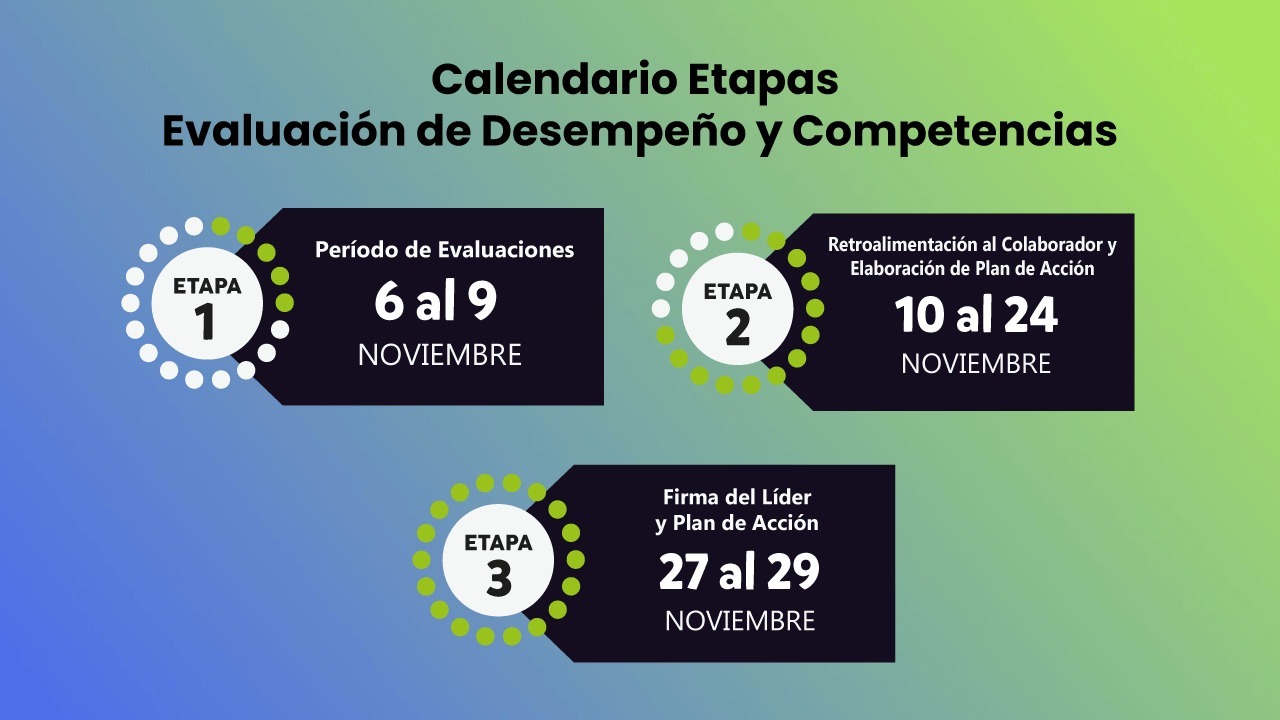 Calendario Etapas
Evaluación de Desempeño y Competencias
ETAPA
1
Período de Evaluaciones
6 al 9
NOVIEMBRE
ETAPA
2
Retroalimentación al Colaborador y
Elaboración de Plan de Acción
10 al 24
NOVIEMBRE
ETAPA
3
Firma del Líder
y Plan de Acción
27 al 29
NOVIEMBRE